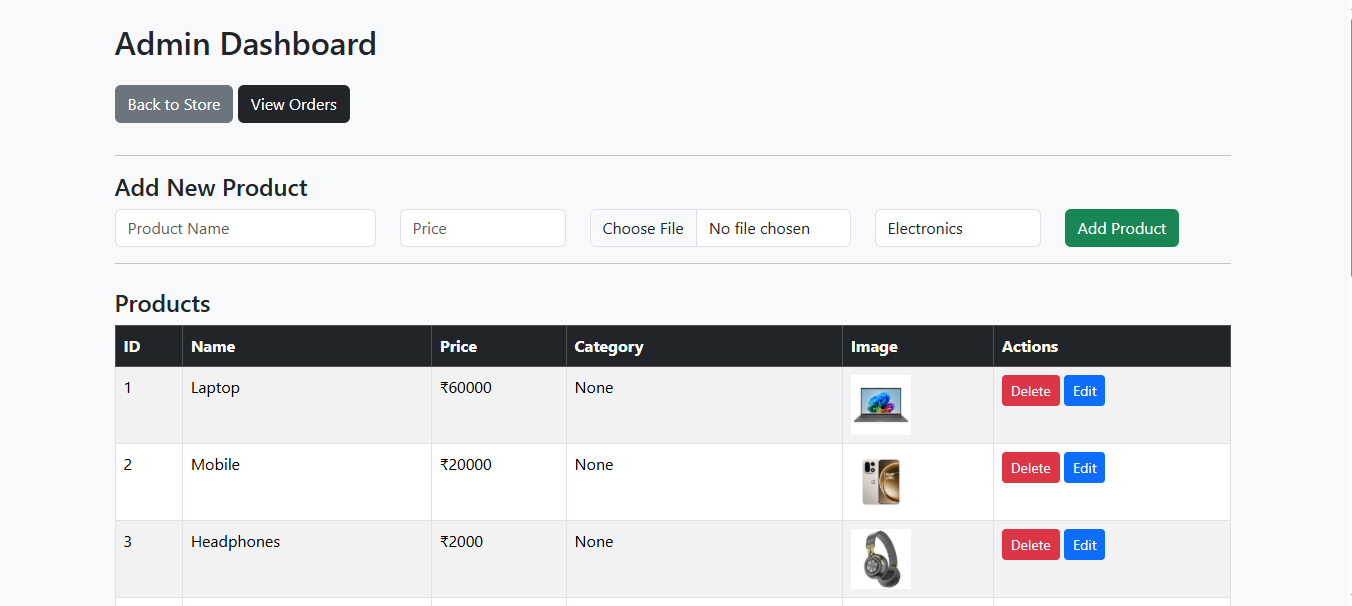 Admin Dashboard
Back to Store View Orders
Add New Product
Product Name Price Choose File No file chosen Electronics Add Product
Products
ID Name Price Category Image Actions
1 Laptop ₹60000 None Delete Edit
2 Mobile ₹20000 None Delete Edit
3 Headphones ₹2000 None Delete Edit